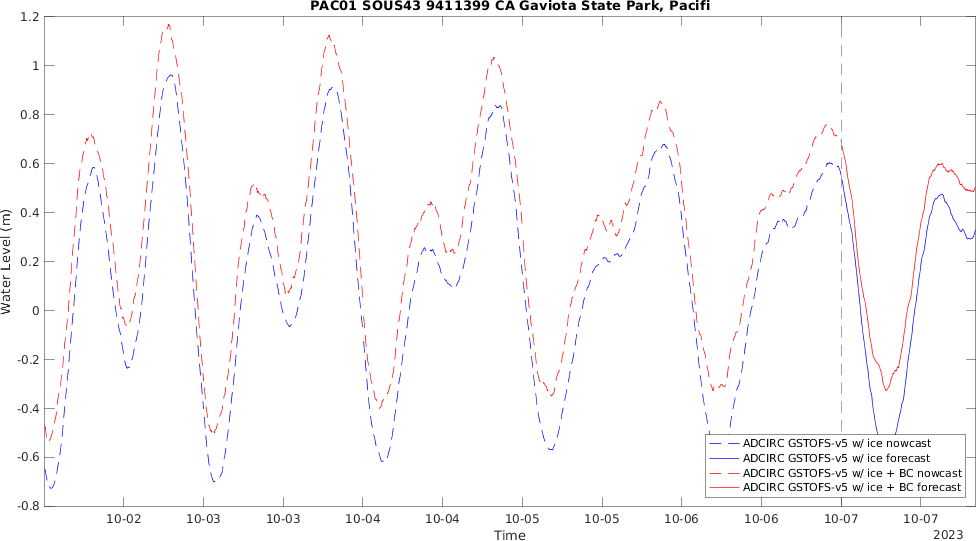 PAC01 SOUS43 9411399 CA Gaviota State Park, Pacifi
1.2
1
0.8
0.6
0.4
0.2
0
-0.2
-0.4
-0.6
-0.8
Water Level (m)
ADCIRC GSTOFS-v5 w/ ice nowcast
ADCIRC GSTOFS-v5 w/ ice forecast
ADCIRC GSTOFS-v5 w/ ice + BC nowcast
ADCIRC GSTOFS-v5 w/ ice + BC forecast
10-02 10-03 10-03 10-04 10-04 10-05 10-05 10-06 10-06 10-07 10-07
Time
2023